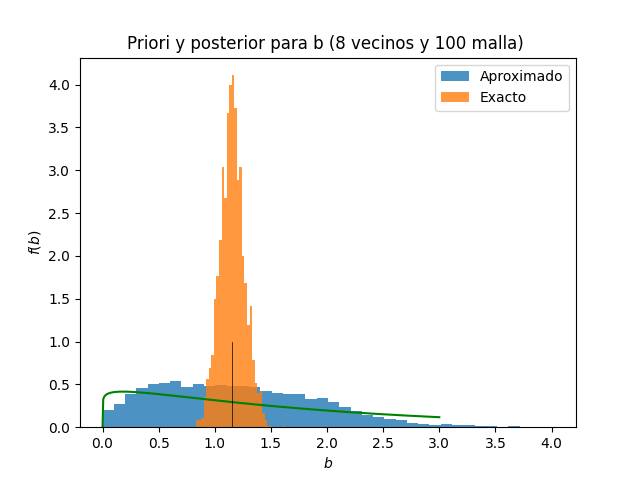 Priori y posterior para b (8 vecinos y 100 malla)
Aproximado
Exacto
4.0
3.5
3.0
2.5
2.0
1.5
1.0
0.5
0.0
f(b)
0.0 0.5 1.0 1.5 2.0 2.5 3.0 3.5 4.0
b